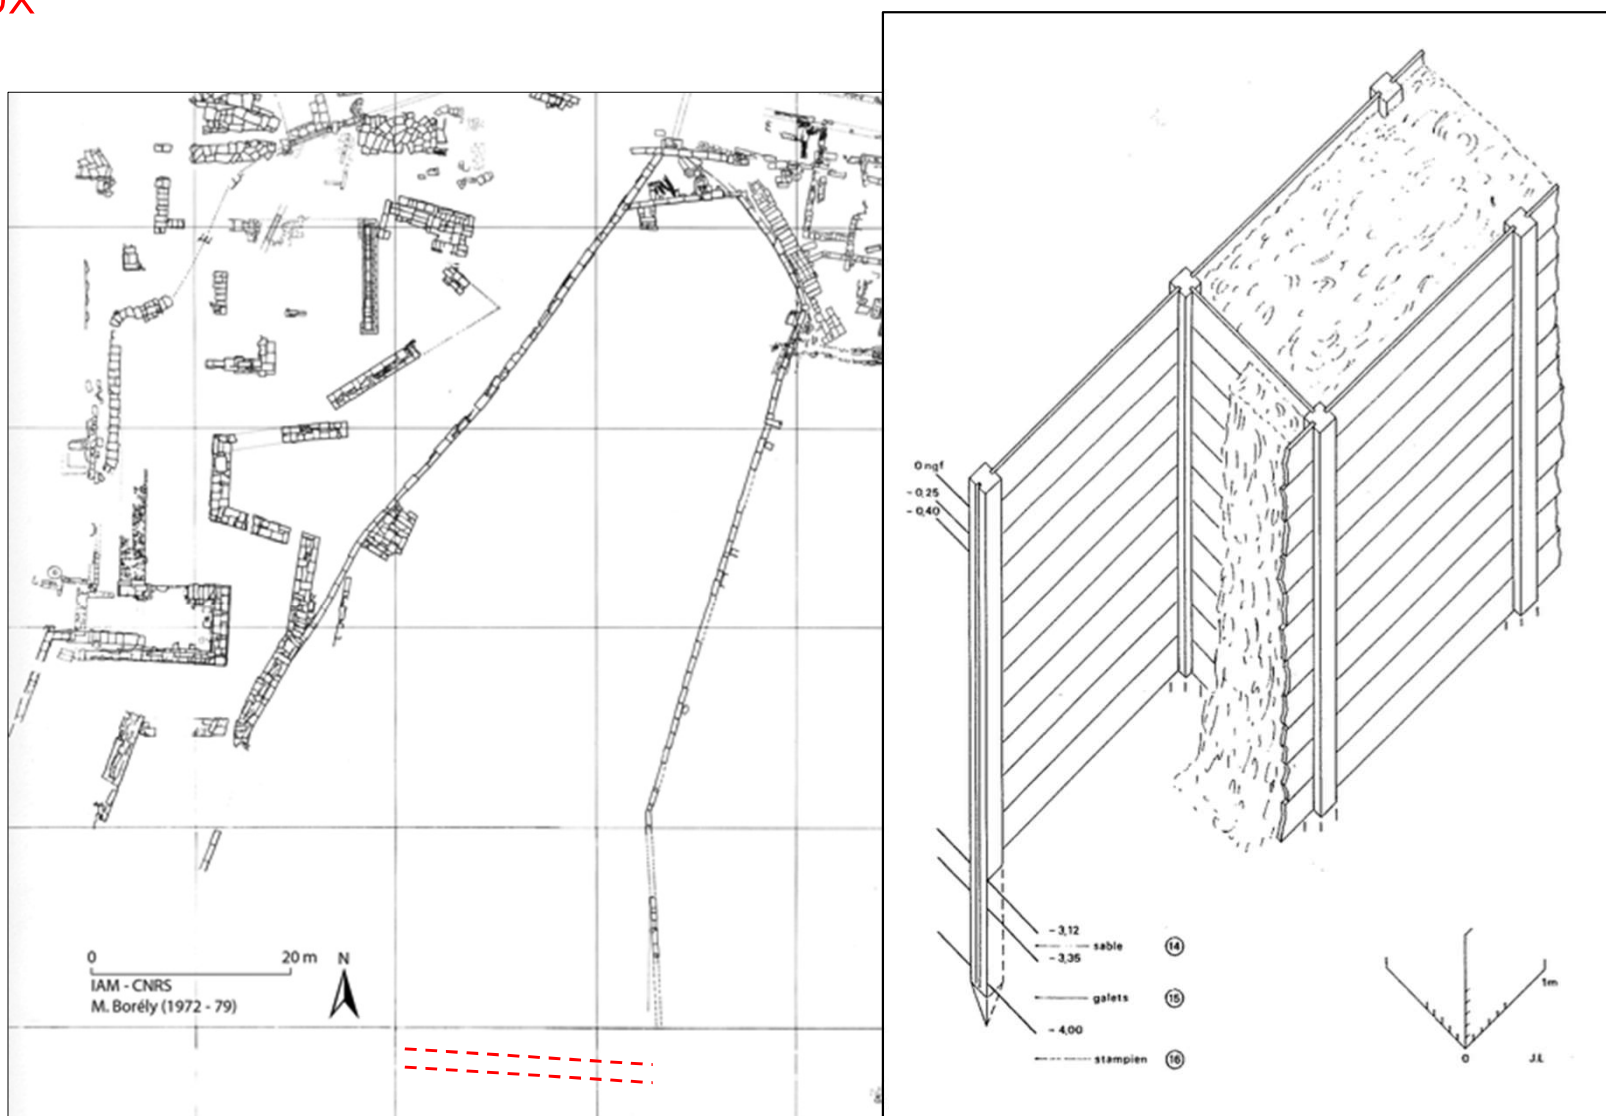 0 20 m N
IAM - CNRS
M. Borély (1972 - 79)
0 ngf
- 0,25
- 0,40
- 3,12
sable 14
- 3,35
galets 15
- 4,00
stampien 16
1m
0 J.L